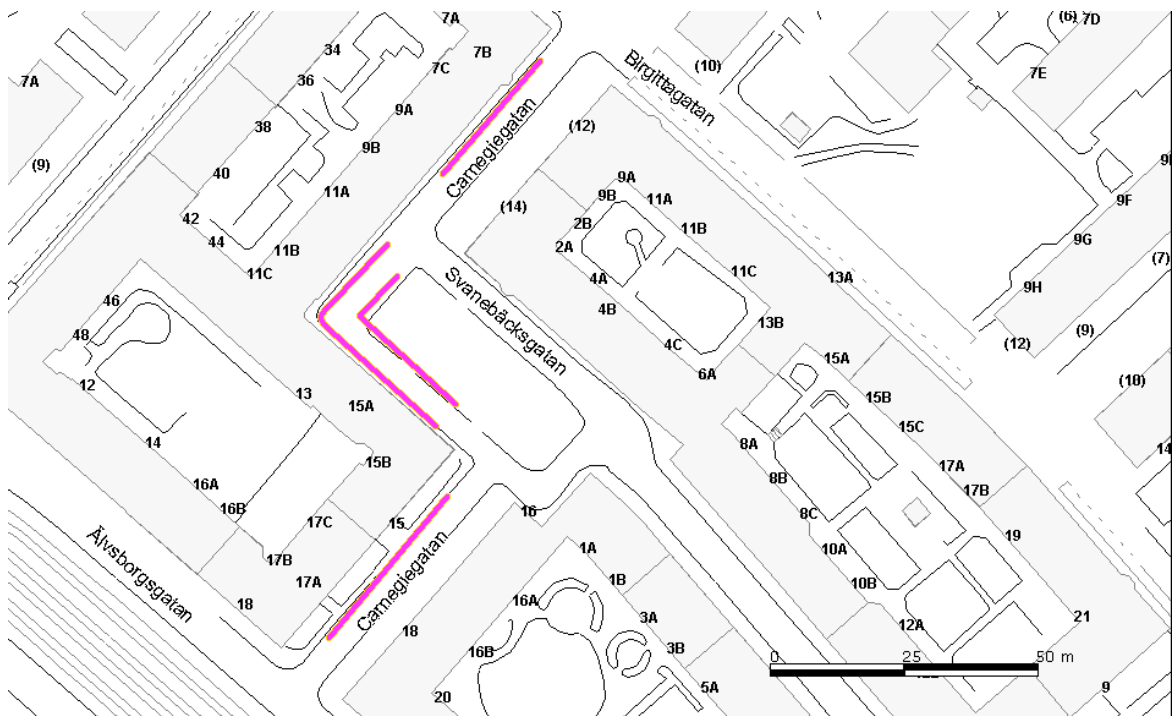 7A
7B
7C
34
36
38
40
42
44
9A
9B
11A
11B
11C
7A
(9)
Carnegiegatan
Birgittagatan
(10)
(6)
7D
7E
(12)
(14)
9A
9B
11A
2B
11B
2A
4A
11C
13A
4B
13B
4C
6A
9F
9G
(7)
9H
(9)
(12)
(10)
14
Svanebäcksgatan
46
48
12
13
15A
14
15B
16A
16B
17C
15
17B
17A
18
Älvsborgsgatan
Carnegiegatan
16
18
1A
1B
16A
3A
16B
3B
20
5A
15A
15B
8A
15C
8B
17A
17B
8C
19
10A
10B
12A
21
9
0 25 50 m